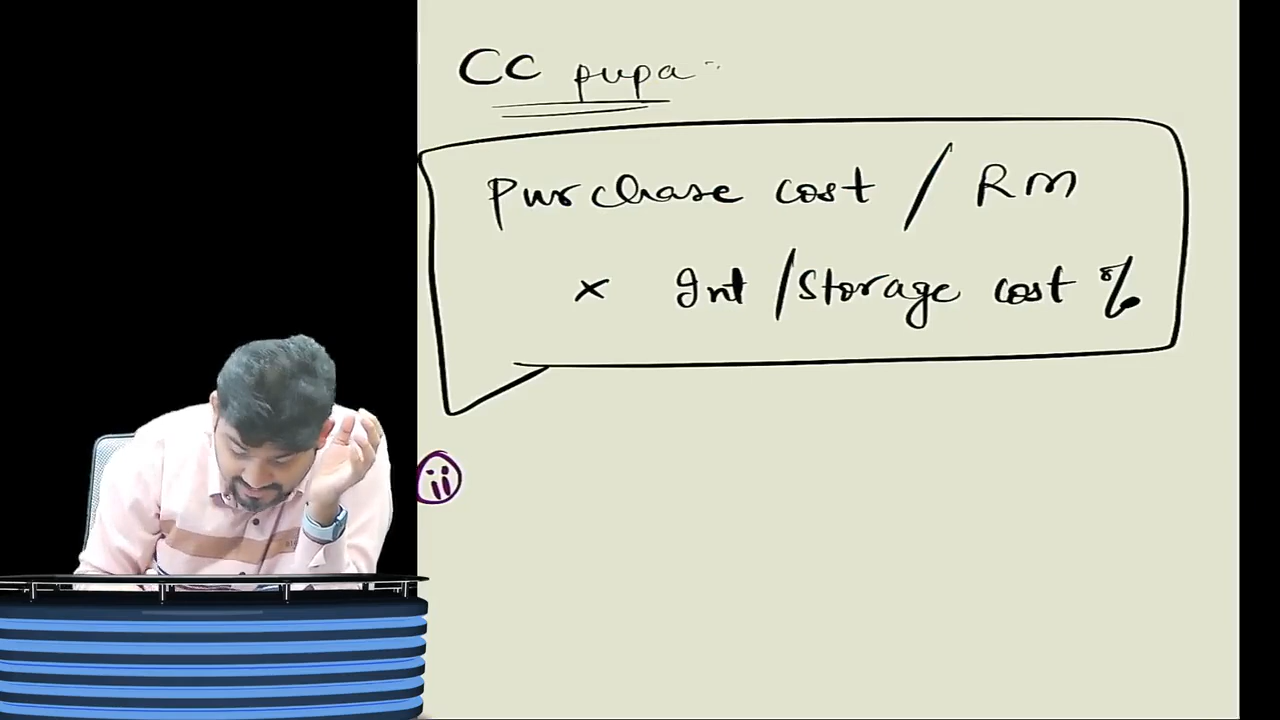 CC pupa
Purchase cost / RM
× Int / Storage cost %
ii